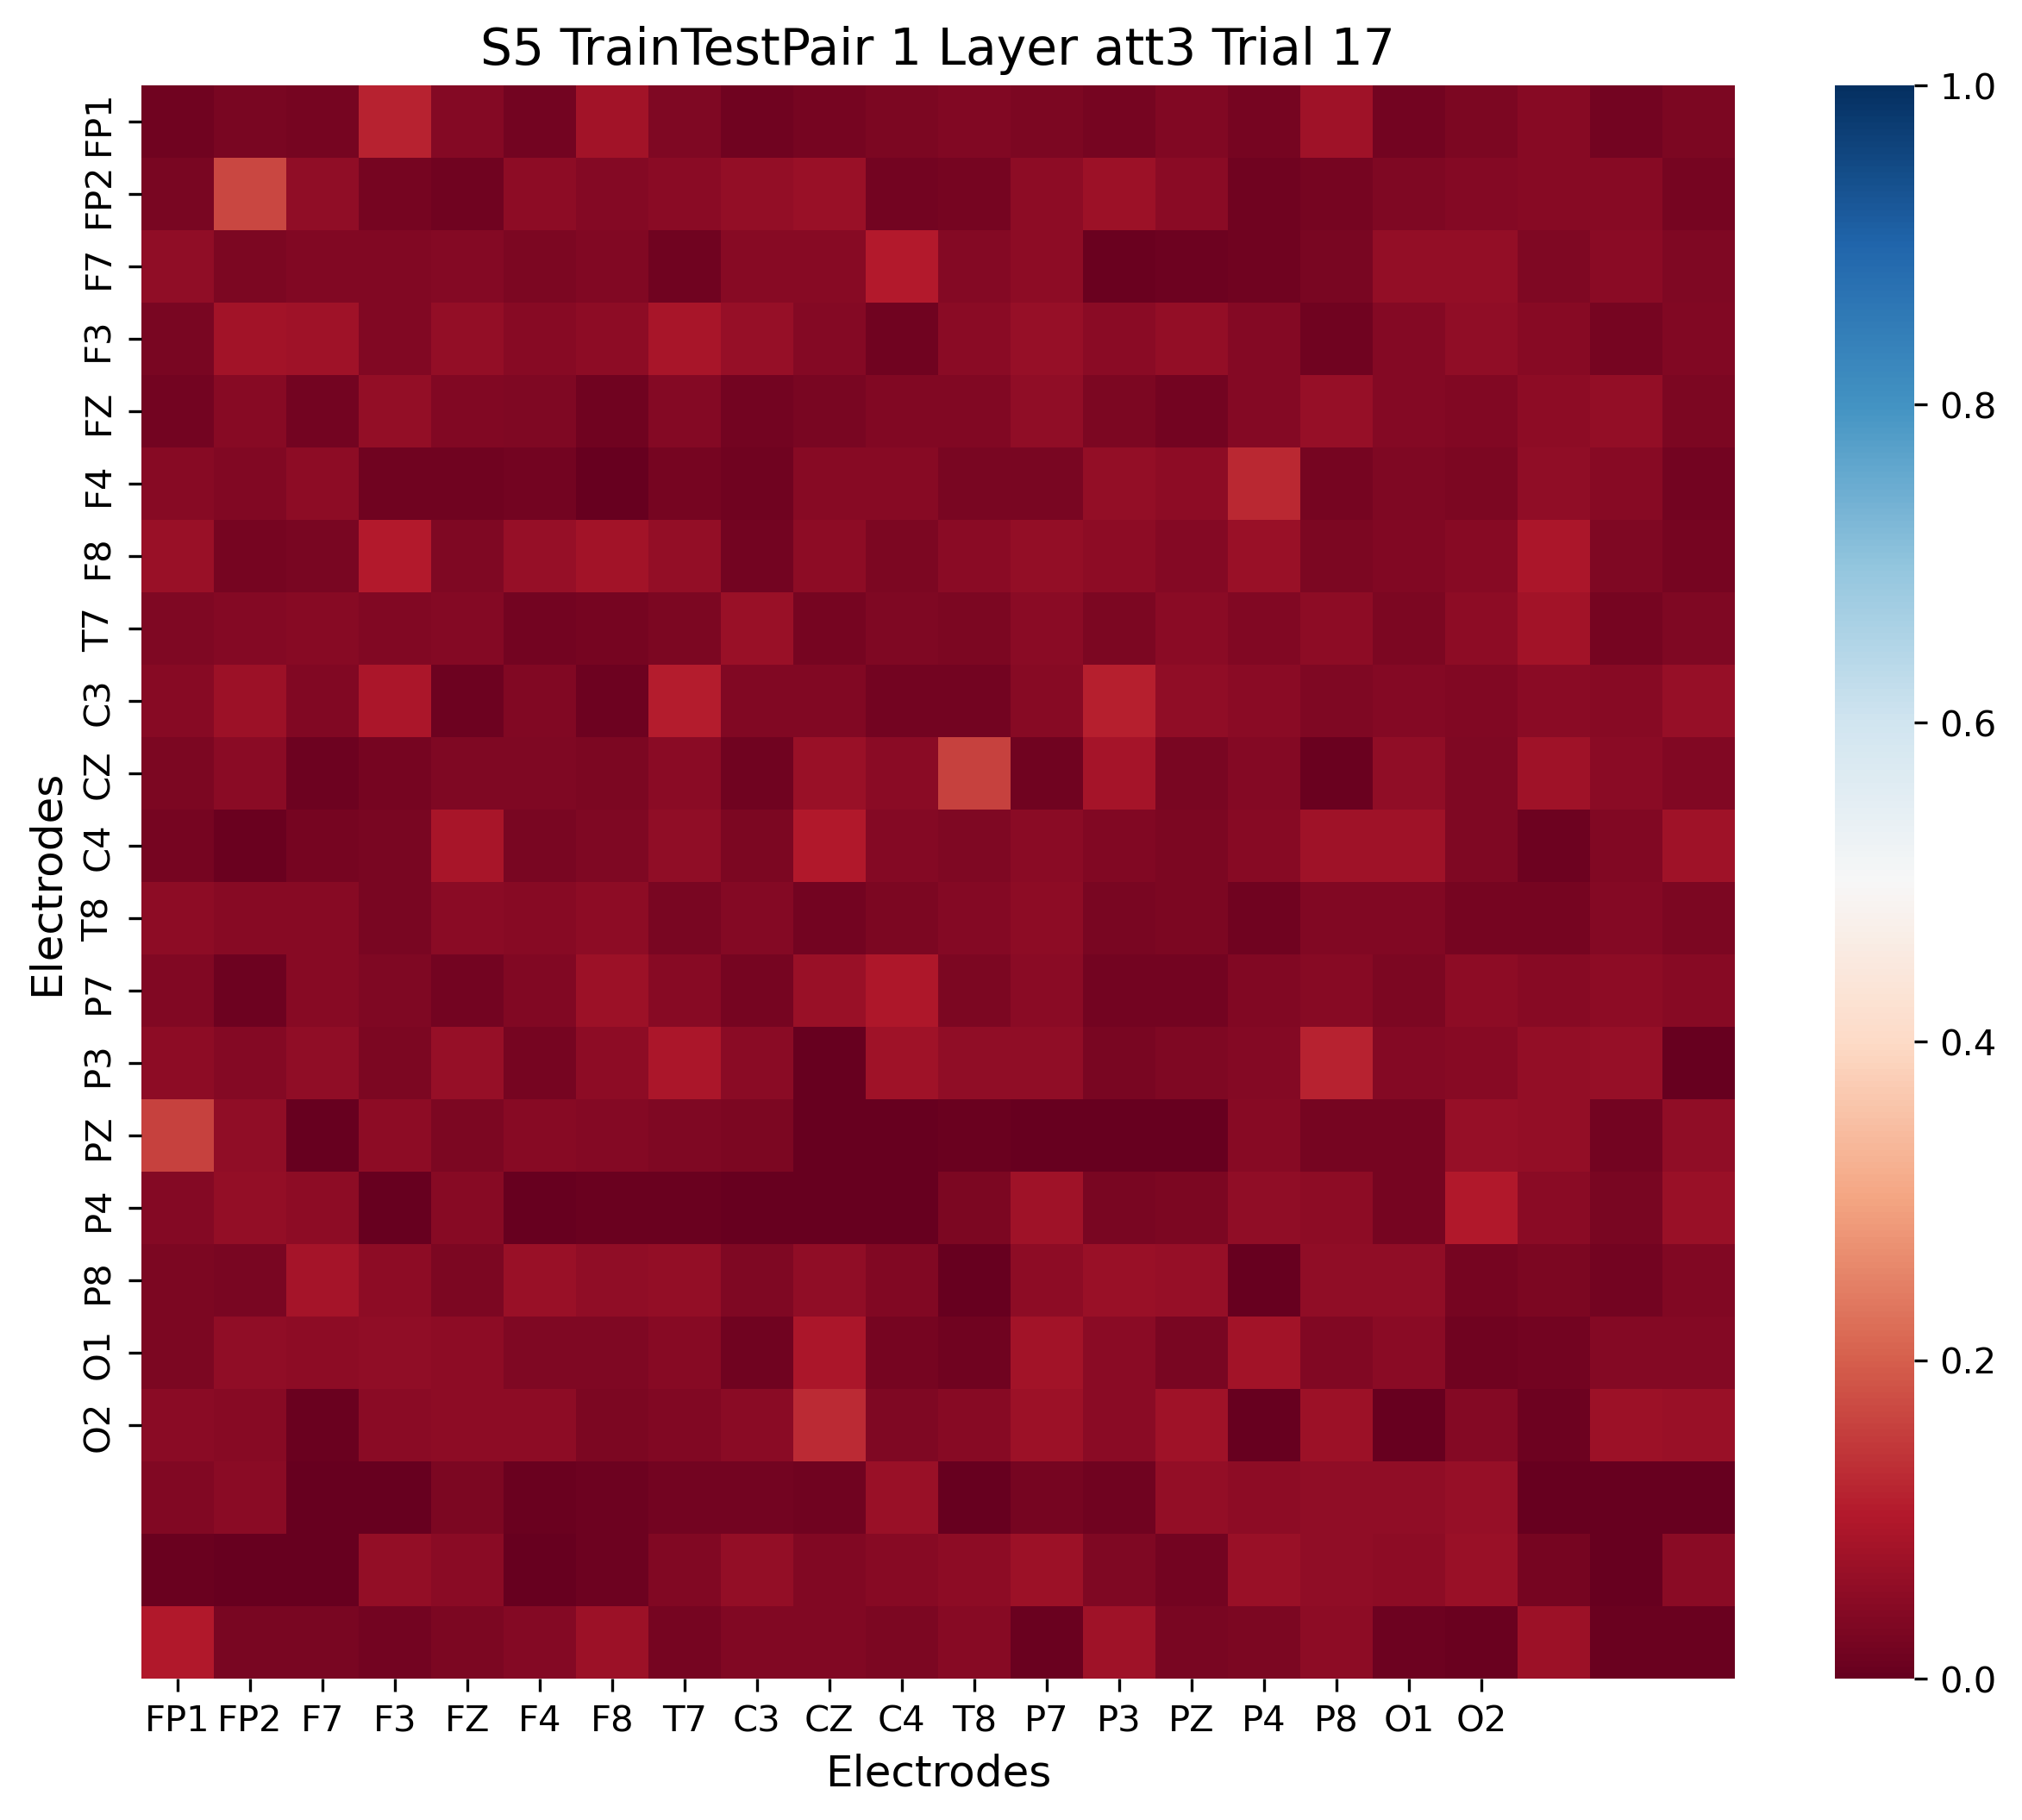 S5 TrainTestPair 1 Layer att3 Trial 17
Electrodes
FP1
FP2
F7
F3
FZ
F4
F8
T7
C3
CZ
C4
T8
P7
P3
PZ
P4
P8
O1
O2
FP1 FP2 F7 F3 FZ F4 F8 T7 C3 CZ C4 T8 P7 P3 PZ P4 P8 O1 O2
Electrodes
1.0
0.8
0.6
0.4
0.2
0.0